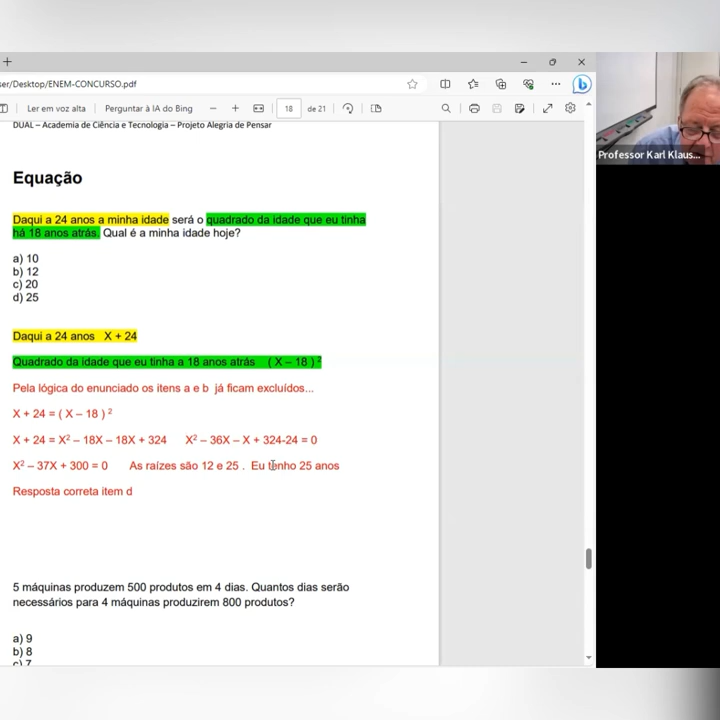 ser/Desktop/ENEM-CONCURSO.pdf
Ler em voz alta Perguntar à IA do Bing 18 de 21
DUAL – Academia de Ciência e Tecnologia – Projeto Alegria de Pensar
Professor Karl Klaus...
Equação
Daqui a 24 anos a minha idade será o quadrado da idade que eu tinha
há 18 anos atrás. Qual é a minha idade hoje?
a) 10
b) 12
c) 20
d) 25
Daqui a 24 anos X + 24
Quadrado da idade que eu tinha a 18 anos atrás ( X – 18 ) ²
Pela lógica do enunciado os itens a e b já ficam excluídos...
X + 24 = ( X – 18 ) ²
X + 24 = X² – 18X – 18X + 324 X² – 36X – X + 324-24 = 0
X² – 37X + 300 = 0 As raízes são 12 e 25 . Eu tenho 25 anos
Resposta correta item d
5 máquinas produzem 500 produtos em 4 dias. Quantos dias serão
necessários para 4 máquinas produzirem 800 produtos?
a) 9
b) 8
c) 7